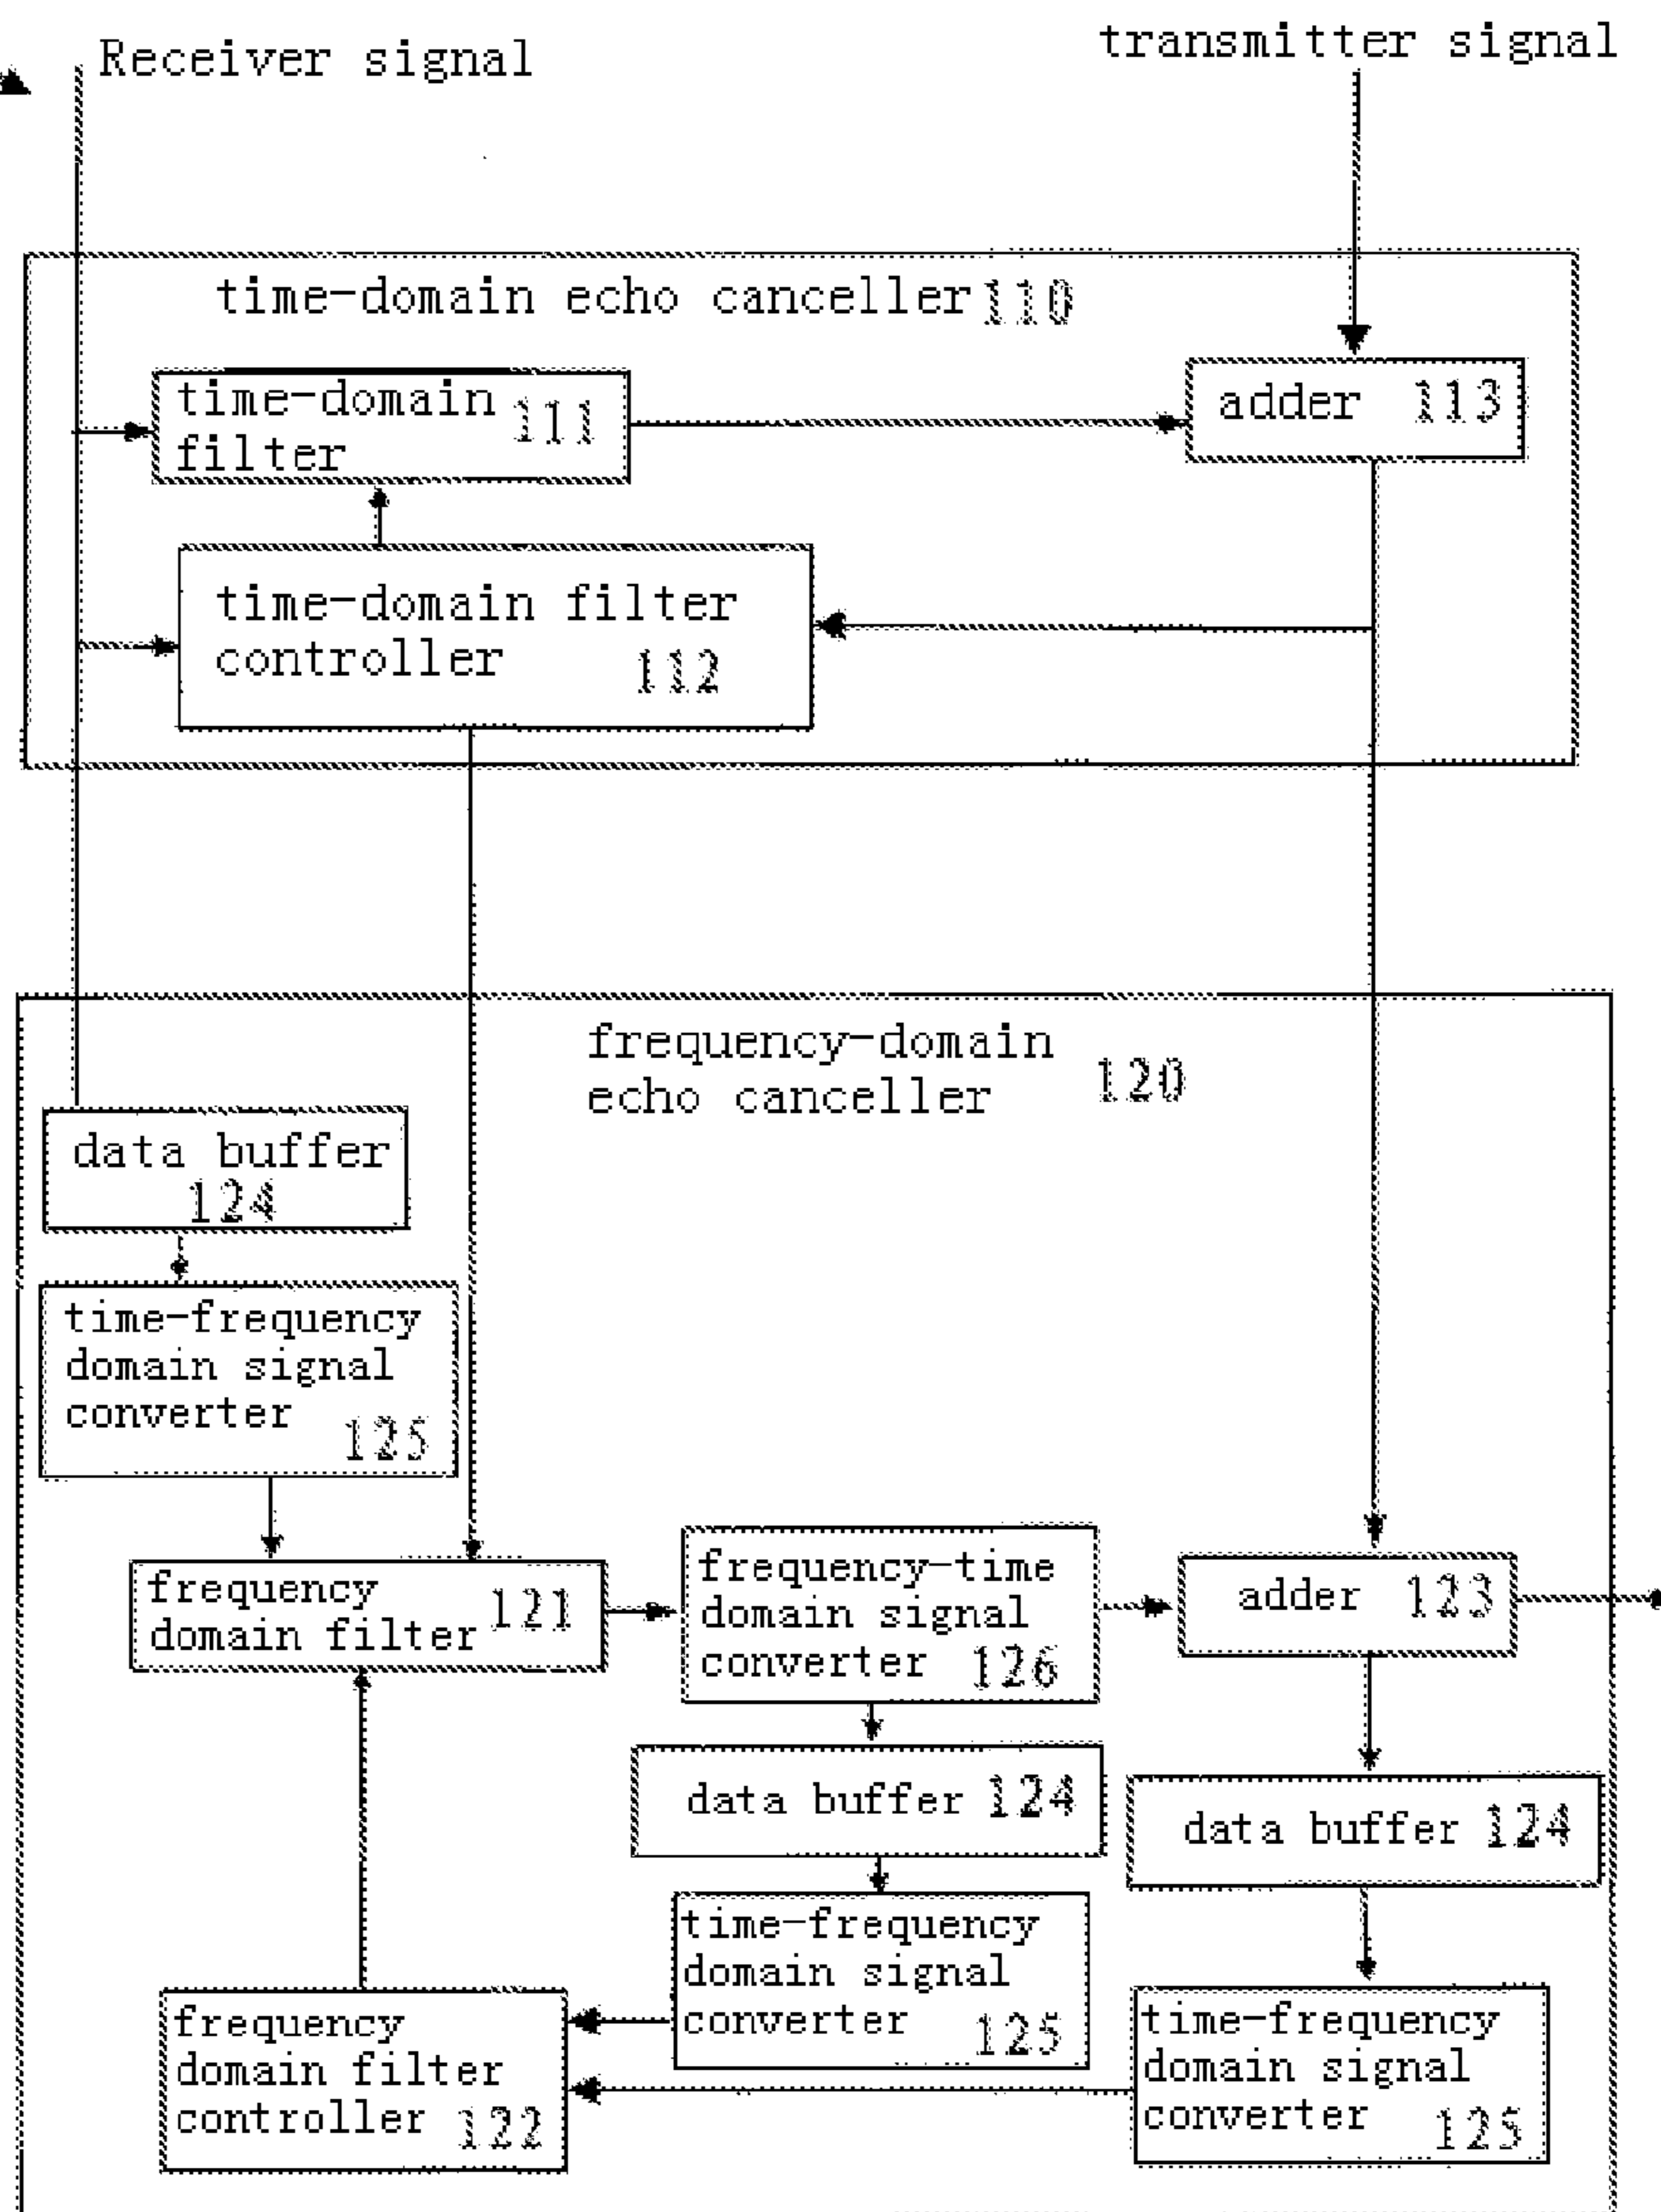 Receiver signal
transmitter signal
time-domain echo canceller 110
time-domain
filter 111
adder 113
time-domain filter
controller 112
frequency-domain
echo canceller 120
data buffer
124
time-frequency
domain signal
converter 125
frequency
domain filter 121
frequency-time
domain signal
converter 126
adder 123
data buffer 124
data buffer 124
time-frequency
domain signal
converter 125
frequency
domain filter
controller 122
time-frequency
domain signal
converter 125